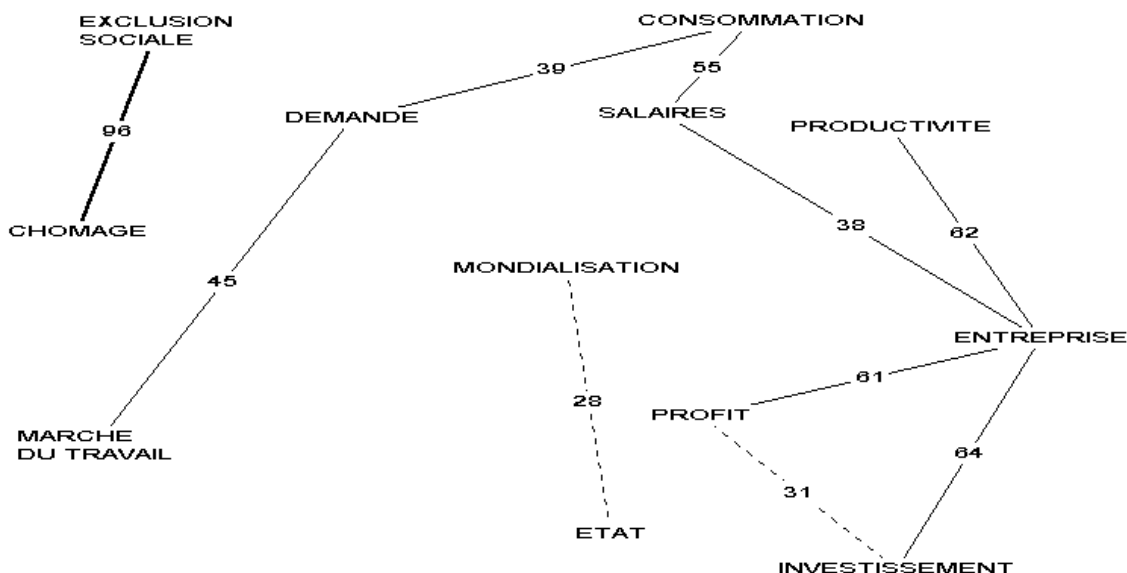 EXCLUSION
SOCIALE
CONSOMMATION
39
55
DEMANDE
SALAIRES
PRODUCTIVITE
96
CHOMAGE
38
62
MONDIALISATION
45
ENTREPRISE
61
28
PROFIT
MARCHE
DU TRAVAIL
64
31
ETAT
INVESTISSEMENT